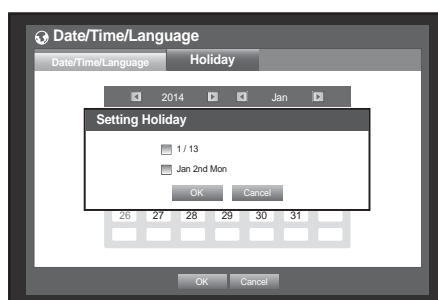 Date/Time/Language
Date/Time/Language Holiday
2014 Jan
Setting Holiday
1 / 13
Jan 2nd Mon
OK Cancel
26 27 28 29 30 31
OK Cancel